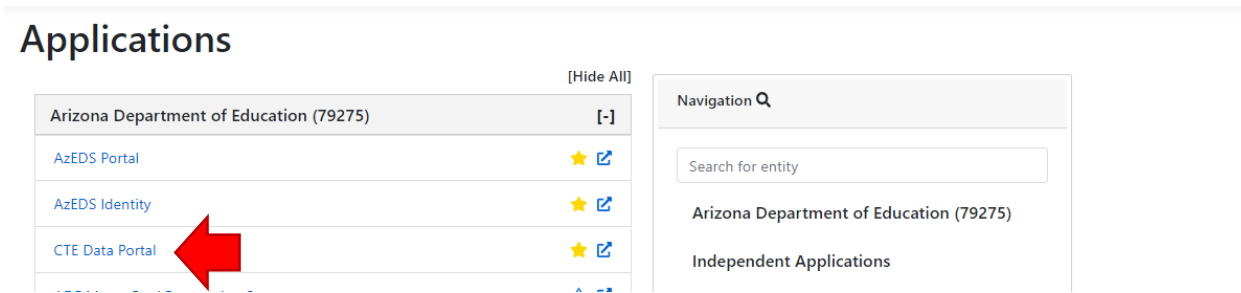 Applications
[Hide All]
Arizona Department of Education (79275)
[-]
AzEDS Portal
AzEDS Identity
CTE Data Portal
Navigation
Search for entity
Arizona Department of Education (79275)
Independent Applications